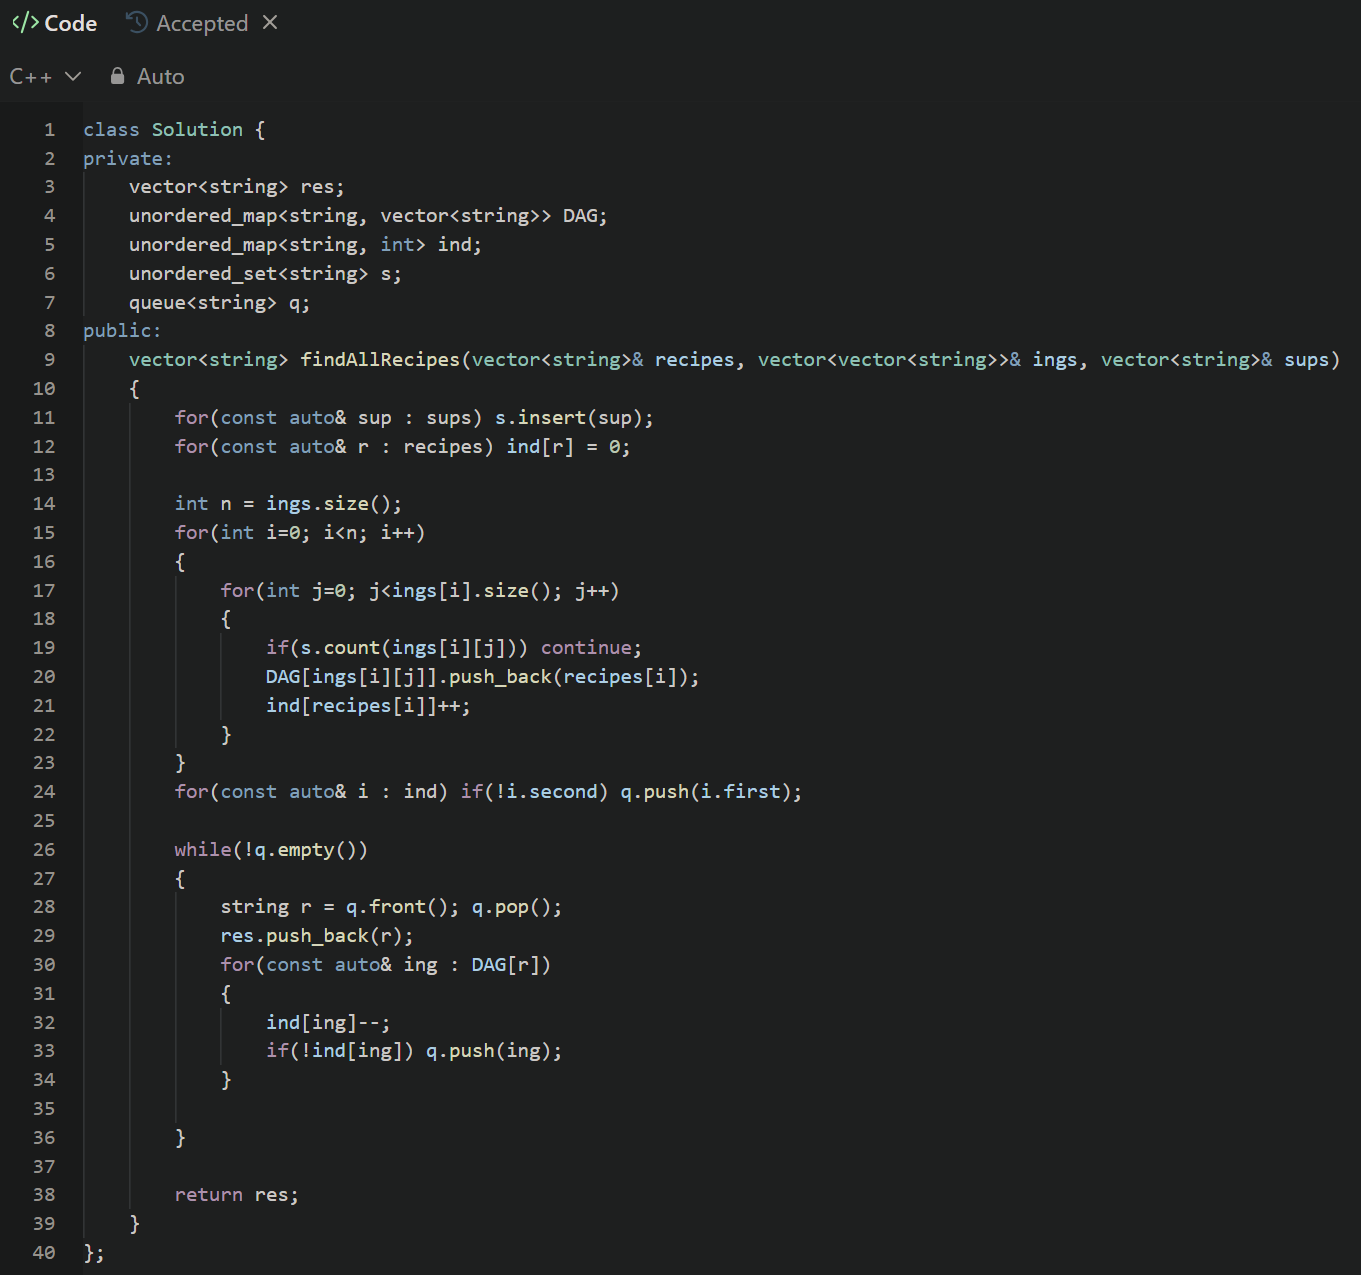 </> Code Accepted ×
C++ Auto
1 class Solution {
2 private:
3     vector<string> res;
4     unordered_map<string, vector<string>> DAG;
5     unordered_map<string, int> ind;
6     unordered_set<string> s;
7     queue<string> q;
8 public:
9     vector<string> findAllRecipes(vector<string>& recipes, vector<vector<string>>& ings, vector<string>& sups)
10     {
11         for(const auto& sup : sups) s.insert(sup);
12         for(const auto& r : recipes) ind[r] = 0;
13
14         int n = ings.size();
15         for(int i=0; i<n; i++)
16         {
17             for(int j=0; j<ings[i].size(); j++)
18             {
19                 if(s.count(ings[i][j])) continue;
20                 DAG[ings[i][j]].push_back(recipes[i]);
21                 ind[recipes[i]]++;
22             }
23         }
24         for(const auto& i : ind) if(!i.second) q.push(i.first);
25
26         while(!q.empty())
27         {
28             string r = q.front(); q.pop();
29             res.push_back(r);
30             for(const auto& ing : DAG[r])
31             {
32                 ind[ing]--;
33                 if(!ind[ing]) q.push(ing);
34             }
35
36         }
37
38         return res;
39     }
40 };